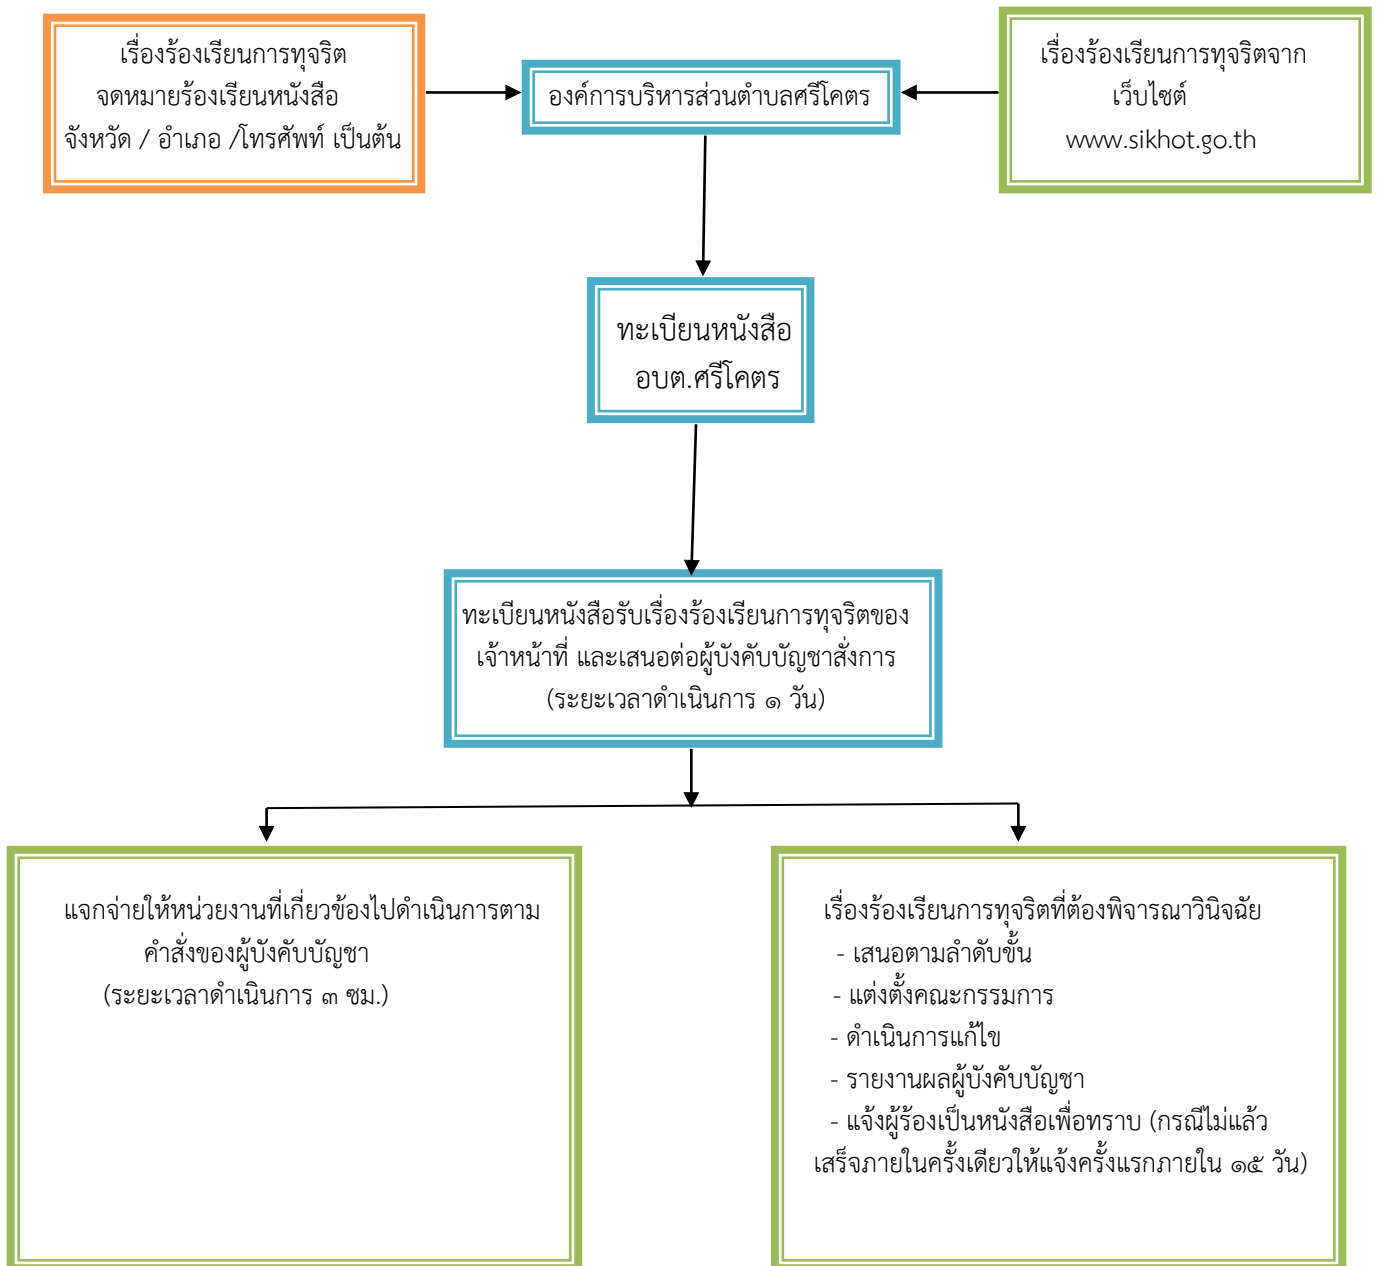 เรื่องร้องเรียนการทุจริต
จดหมายร้องเรียนหนังสือ
จังหวัด / อำเภอ /โทรศัพท์ เป็นต้น
องค์การบริหารส่วนตำบลศรีโคตร
เรื่องร้องเรียนการทุจริตจาก
เว็บไซต์
www.sikhot.go.th
ทะเบียนหนังสือ
อบต.ศรีโคตร
ทะเบียนหนังสือรับเรื่องร้องเรียนการทุจริตของ
เจ้าหน้าที่ และเสนอต่อผู้บังคับบัญชาสั่งการ
(ระยะเวลาดำเนินการ ๑ วัน)
แจกจ่ายให้หน่วยงานที่เกี่ยวข้องไปดำเนินการตาม
คำสั่งของผู้บังคับบัญชา
(ระยะเวลาดำเนินการ ๓ ซม.)
เรื่องร้องเรียนการทุจริตที่ต้องพิจารณาวินิจฉัย
- เสนอตามลำดับขั้น
- แต่งตั้งคณะกรรมการ
- ดำเนินการแก้ไข
- รายงานผลผู้บังคับบัญชา
- แจ้งผู้ร้องเป็นหนังสือเพื่อทราบ (กรณีไม่แล้ว
เสร็จภายในครั้งเดียวให้แจ้งครั้งแรกภายใน ๑๕ วัน)